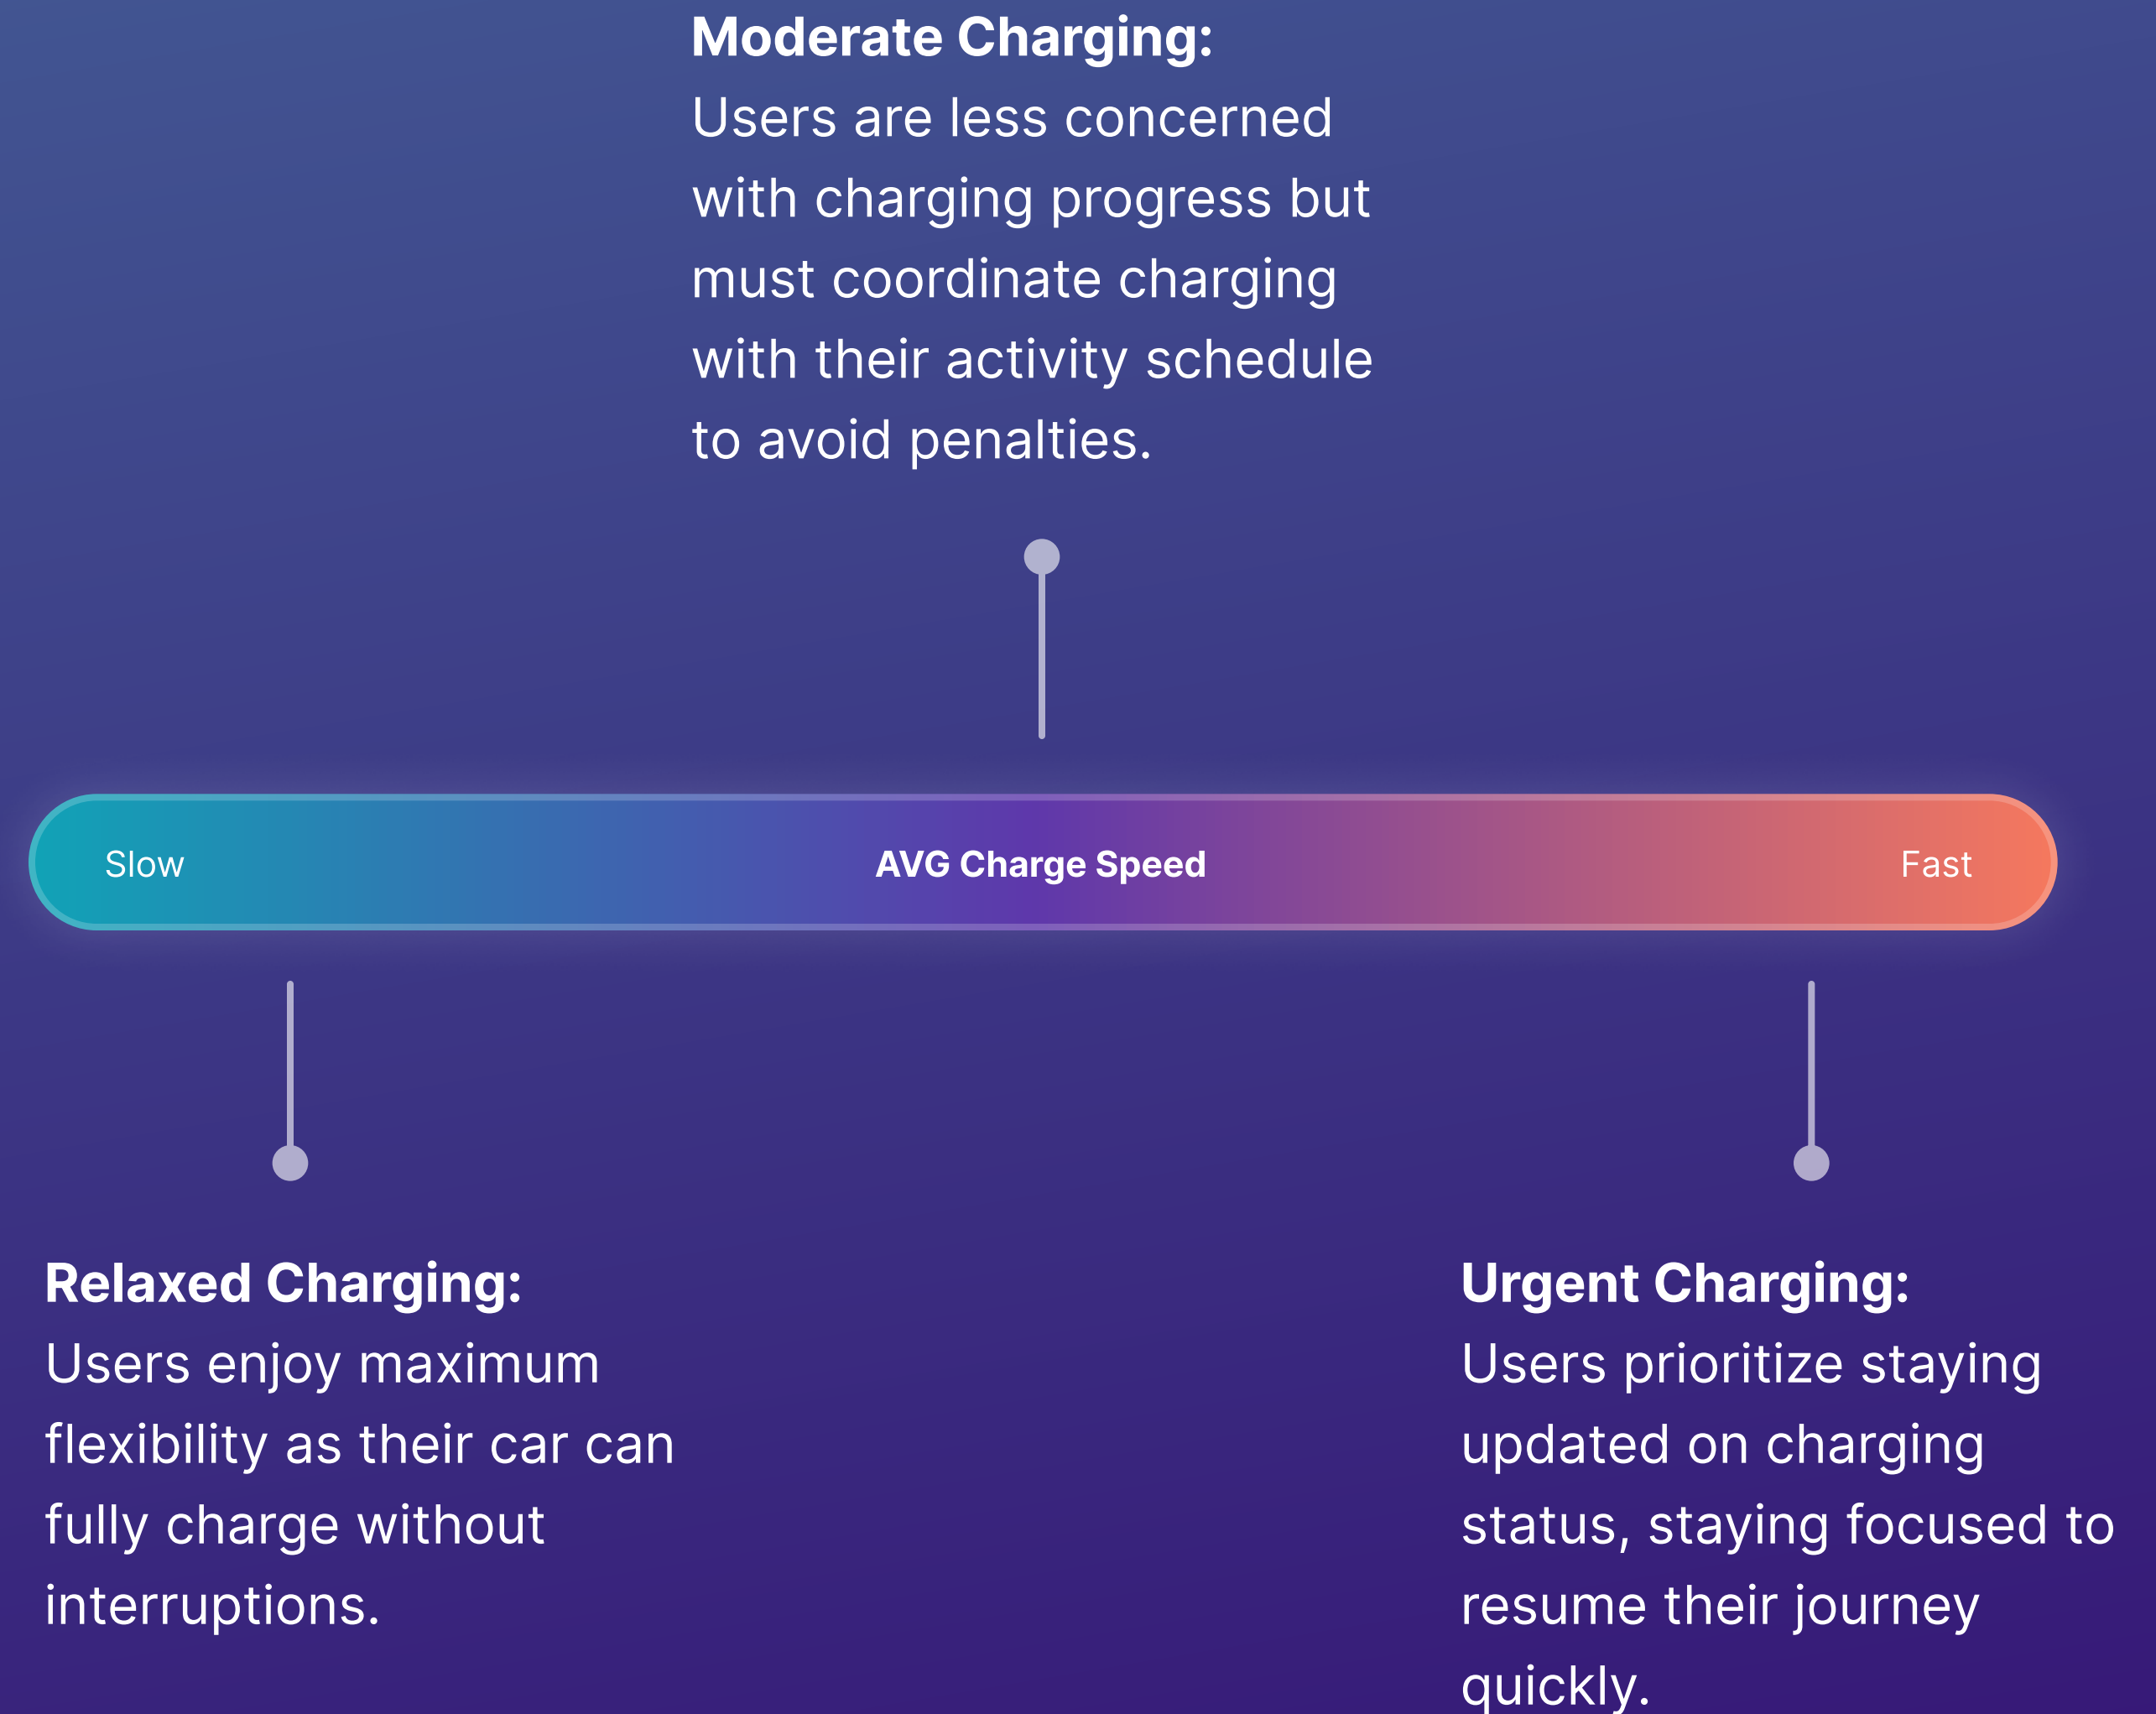 Moderate Charging:
Users are less concerned
with charging progress but
must coordinate charging
with their activity schedule
to avoid penalties.
Slow
AVG Charge Speed
Fast
Relaxed Charging:
Users enjoy maximum
flexibility as their car can
fully charge without
interruptions.
Urgent Charging:
Users prioritize staying
updated on charging
status, staying focused to
resume their journey
quickly.